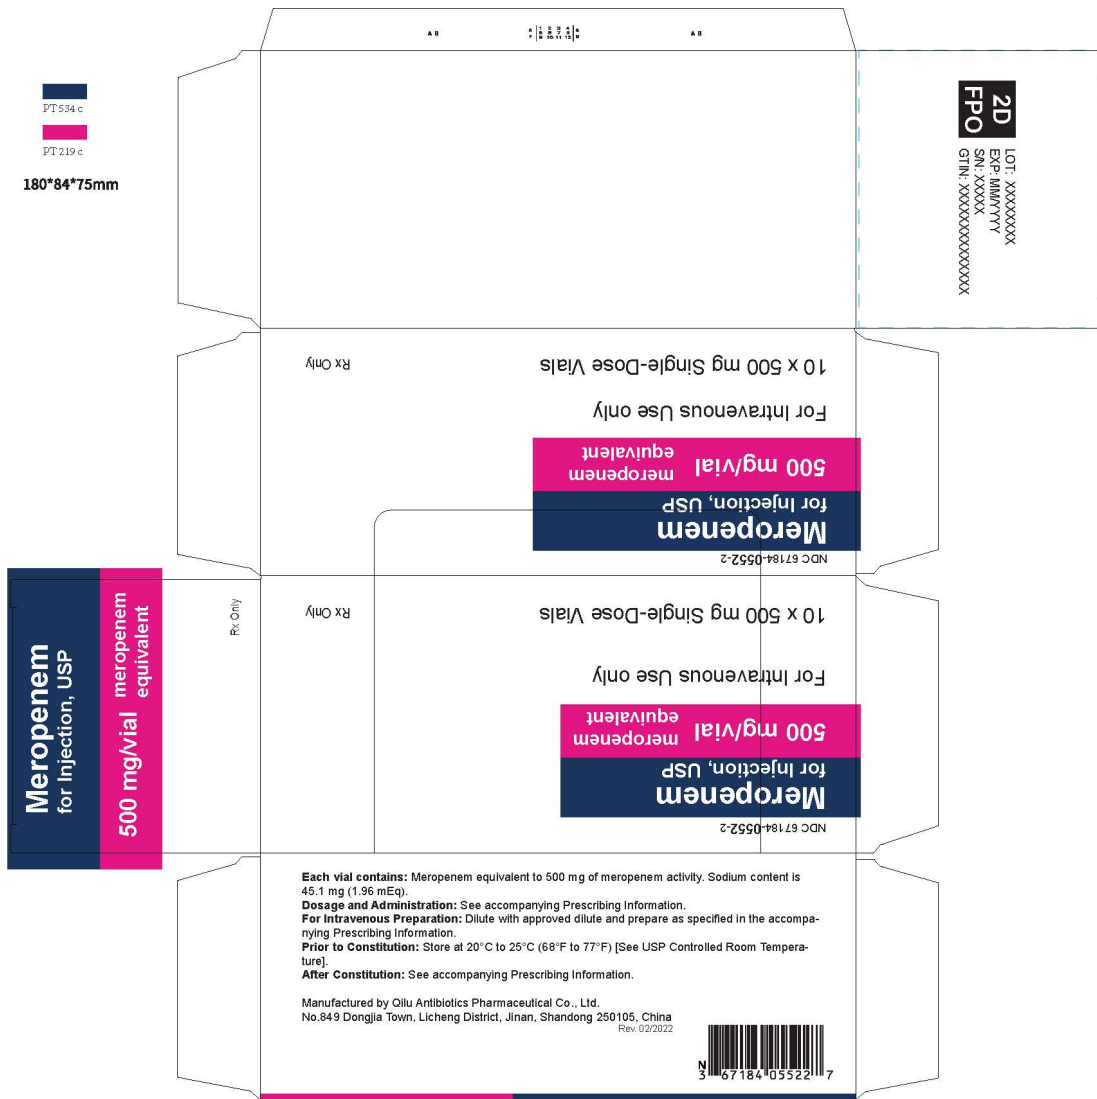 A B
A B
PT 534 c
PT 219 c
180*84*75mm
2D
FPO
LOT: XXXXXXXX
EXP: MM/YYYY
S/N: XXXXX
GTIN: XXXXXXXXXXXXXX
10 x 500 mg Single-Dose Vials
Rx Only
For Intravenous Use only
500 mg/vial meropenem
equivalent
Meropenem
for Injection, USP
NDC 67184-0552-2
10 x 500 mg Single-Dose Vials
Rx Only
For Intravenous Use only
500 mg/vial meropenem
equivalent
Meropenem
for Injection, USP
NDC 67184-0552-2
Meropenem
for Injection, USP
500 mg/vial meropenem
equivalent
Rx Only
Each vial contains: Meropenem equivalent to 500 mg of meropenem activity. Sodium content is
45.1 mg (1.96 mEq).
Dosage and Administration: See accompanying Prescribing Information.
For Intravenous Preparation: Dilute with approved dilute and prepare as specified in the accompa-
nying Prescribing Information.
Prior to Constitution: Store at 20°C to 25°C (68°F to 77°F) [See USP Controlled Room Tempera-
ture].
After Constitution: See accompanying Prescribing Information.
Manufactured by Qilu Antibiotics Pharmaceutical Co., Ltd.
No.849 Dongjia Town, Licheng District, Jinan, Shandong 250105, China
Rev. 02/2022
N
3 67184 05522 7